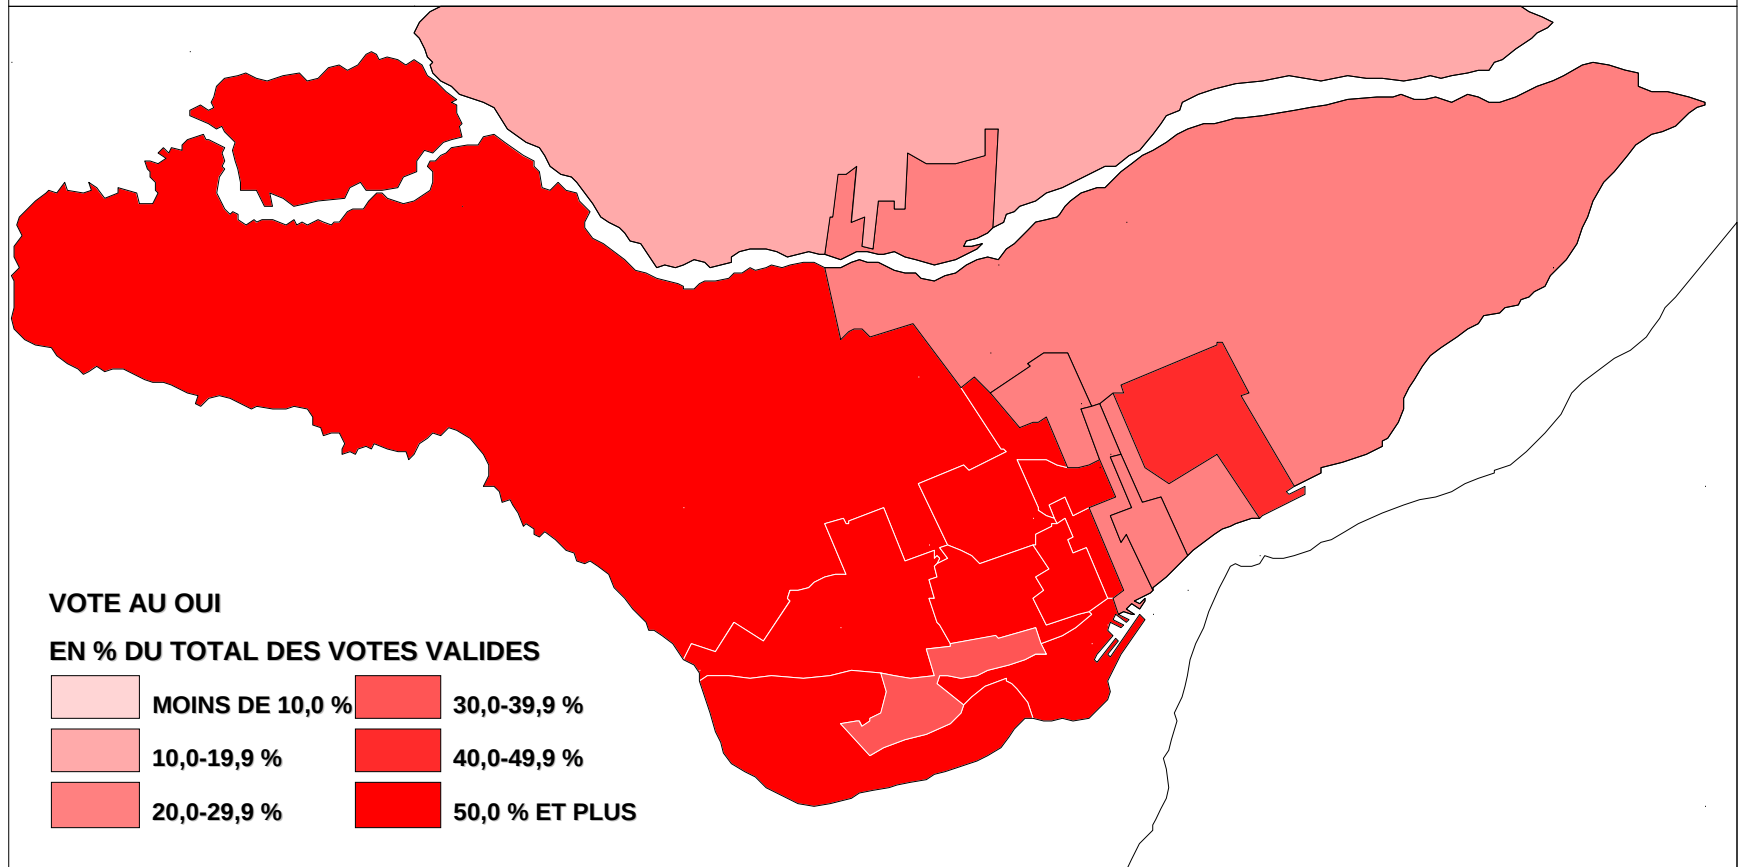 VOTE AU OUI
EN % DU TOTAL DES VOTES VALIDES
MOINS DE 10,0 %
30,0-39,9 %
10,0-19,9 %
40,0-49,9 %
20,0-29,9 %
50,0 % ET PLUS